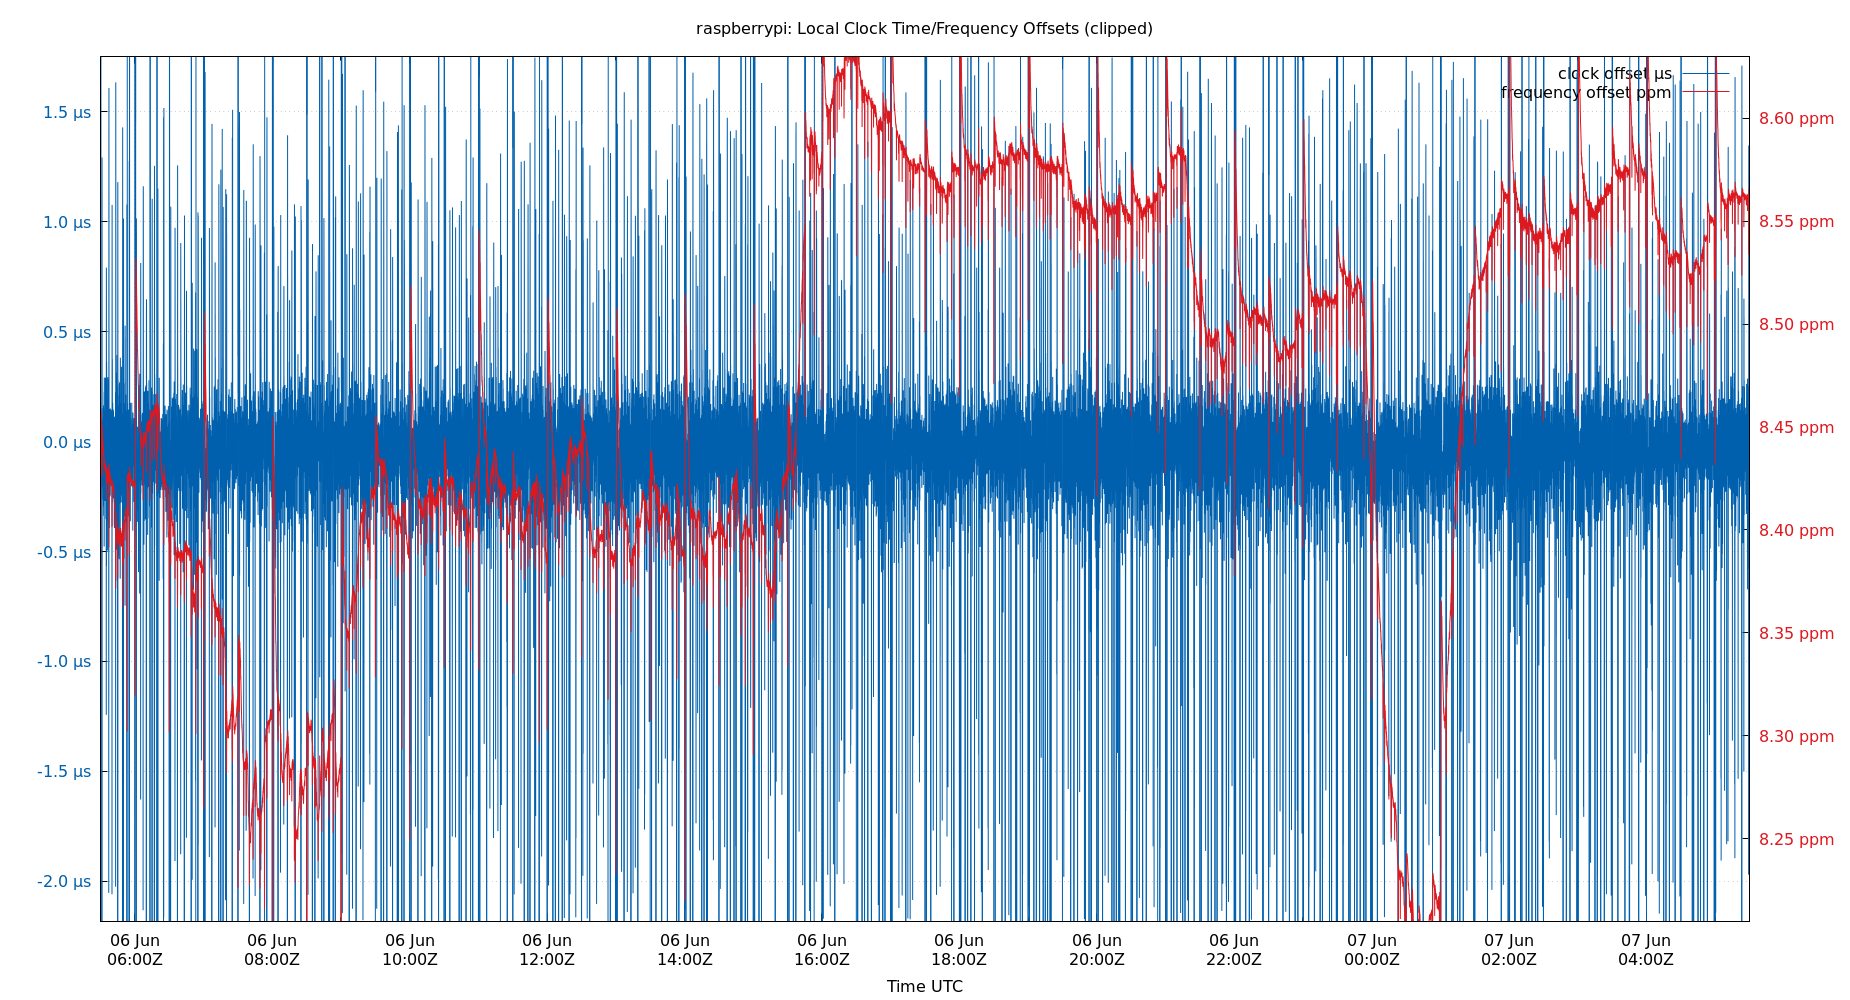 raspberrypi: Local Clock Time/Frequency Offsets (clipped)
clock offset µs
frequency offset ppm
1.5 µs
1.0 µs
0.5 µs
0.0 µs
-0.5 µs
-1.0 µs
-1.5 µs
-2.0 µs
8.60 ppm
8.55 ppm
8.50 ppm
8.45 ppm
8.40 ppm
8.35 ppm
8.30 ppm
8.25 ppm
06 Jun 06 Jun 06 Jun 06 Jun 06 Jun 06 Jun 06 Jun 06 Jun 06 Jun 07 Jun 07 Jun 07 Jun
06:00Z 08:00Z 10:00Z 12:00Z 14:00Z 16:00Z 18:00Z 20:00Z 22:00Z 00:00Z 02:00Z 04:00Z
Time UTC